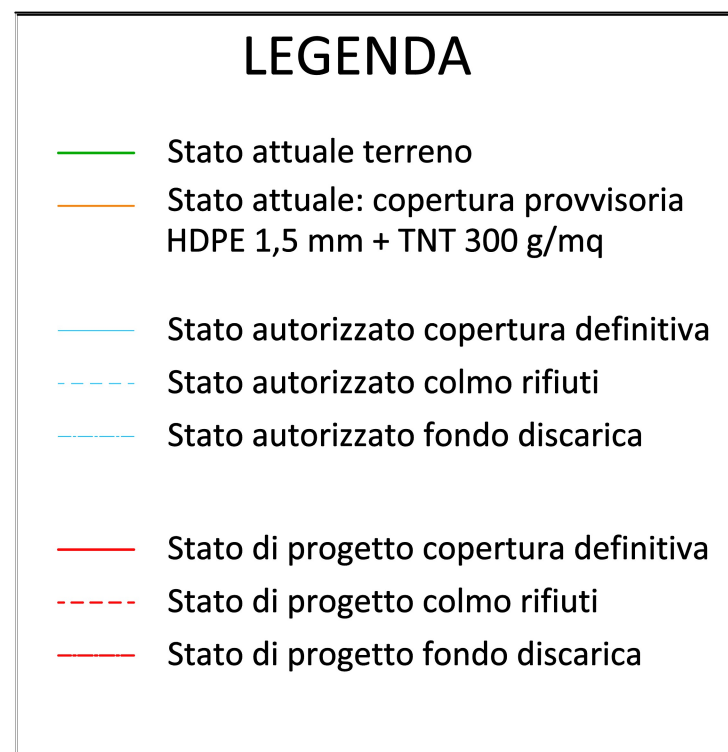 LEGENDA
Stato attuale terreno
Stato attuale: copertura provvisoria
HDPE 1,5 mm + TNT 300 g/mq
Stato autorizzato copertura definitiva
Stato autorizzato colmo rifiuti
Stato autorizzato fondo discarica
Stato di progetto copertura definitiva
Stato di progetto colmo rifiuti
Stato di progetto fondo discarica